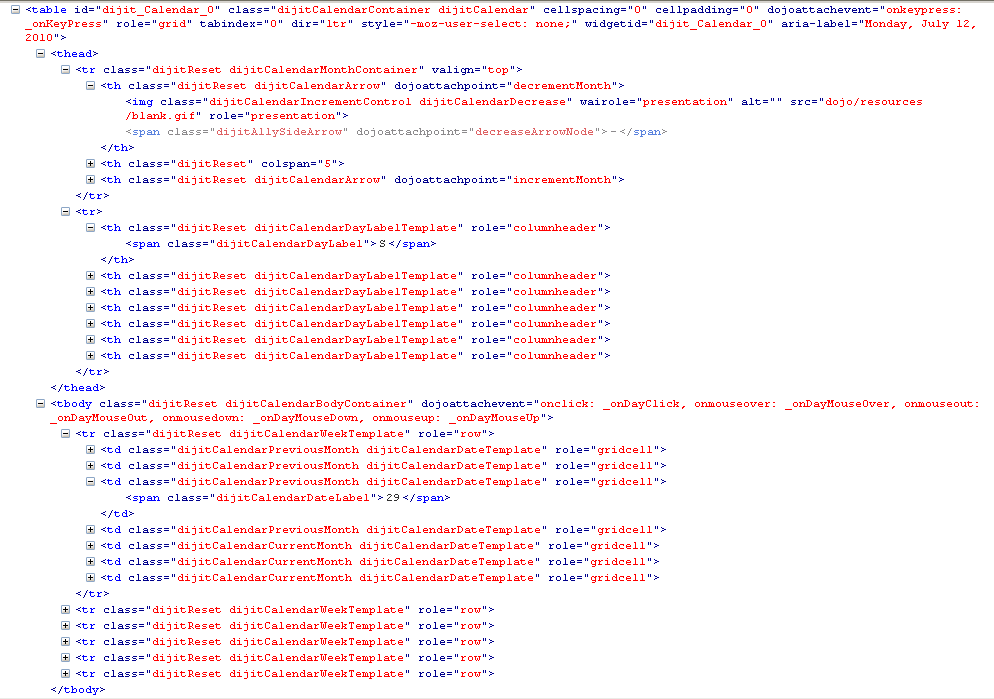 <table id="dijit_Calendar_0" class="dijitCalendarContainer dijitCalendar" cellspacing="0" cellpadding="0" dojoattachevent="onkeypress:
_onKeyPress" role="grid" tabindex="0" dir="ltr" style="-moz-user-select: none;" widgetid="dijit_Calendar_0" aria-label="Monday, July 12,
2010">
<thead>
<tr class="dijitReset dijitCalendarMonthContainer" valign="top">
<th class="dijitReset dijitCalendarArrow" dojoattachpoint="decrementMonth">
<img class="dijitCalendarIncrementControl dijitCalendarDecrease" wairole="presentation" alt="" src="dojo/resources
/blank.gif" role="presentation">
<span class="dijitA11ySideArrow" dojoattachpoint="decreaseArrowNode">-</span>
</th>
<th class="dijitReset" colspan="5">
<th class="dijitReset dijitCalendarArrow" dojoattachpoint="incrementMonth">
</tr>
<tr>
<th class="dijitReset dijitCalendarDayLabelTemplate" role="columnheader">
<span class="dijitCalendarDayLabel">S</span>
</th>
<th class="dijitReset dijitCalendarDayLabelTemplate" role="columnheader">
<th class="dijitReset dijitCalendarDayLabelTemplate" role="columnheader">
<th class="dijitReset dijitCalendarDayLabelTemplate" role="columnheader">
<th class="dijitReset dijitCalendarDayLabelTemplate" role="columnheader">
<th class="dijitReset dijitCalendarDayLabelTemplate" role="columnheader">
<th class="dijitReset dijitCalendarDayLabelTemplate" role="columnheader">
</tr>
</thead>
<tbody class="dijitReset dijitCalendarBodyContainer" dojoattachevent="onclick: _onDayClick, onmouseover: _onDayMouseOver, onmouseout:
_onDayMouseOut, onmousedown: _onDayMouseDown, onmouseup: _onDayMouseUp">
<tr class="dijitReset dijitCalendarWeekTemplate" role="row">
<td class="dijitCalendarPreviousMonth dijitCalendarDateTemplate" role="gridcell">
<td class="dijitCalendarPreviousMonth dijitCalendarDateTemplate" role="gridcell">
<td class="dijitCalendarPreviousMonth dijitCalendarDateTemplate" role="gridcell">
<span class="dijitCalendarDateLabel">29</span>
</td>
<td class="dijitCalendarPreviousMonth dijitCalendarDateTemplate" role="gridcell">
<td class="dijitCalendarCurrentMonth dijitCalendarDateTemplate" role="gridcell">
<td class="dijitCalendarCurrentMonth dijitCalendarDateTemplate" role="gridcell">
<td class="dijitCalendarCurrentMonth dijitCalendarDateTemplate" role="gridcell">
</tr>
<tr class="dijitReset dijitCalendarWeekTemplate" role="row">
<tr class="dijitReset dijitCalendarWeekTemplate" role="row">
<tr class="dijitReset dijitCalendarWeekTemplate" role="row">
<tr class="dijitReset dijitCalendarWeekTemplate" role="row">
<tr class="dijitReset dijitCalendarWeekTemplate" role="row">
</tbody>